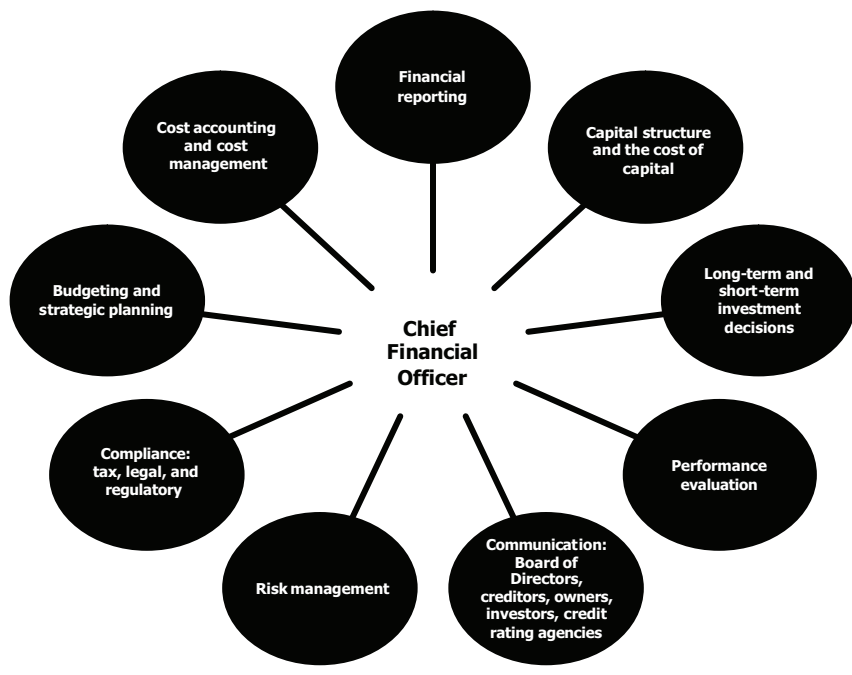 Financial
reporting
Cost accounting
and cost
management
Capital structure
and the cost of
capital
Budgeting and
strategic planning
Long-term and
short-term
investment
decisions
Chief
Financial
Officer
Compliance:
tax, legal, and
regulatory
Performance
evaluation
Risk management
Communication:
Board of
Directors,
creditors, owners,
investors, credit
rating agencies